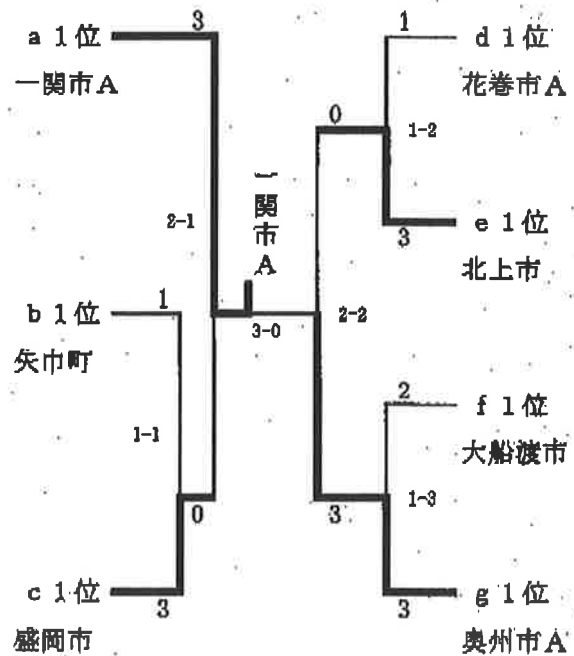 3
a 1位
一関市A
1
d 1位
花巻市A
0
1-2
一関市A
2-1
3
e 1位
北上市
b 1位
1
矢巾町
3-0
2-2
1-1
2
f 1位
大船渡市
0
3
1-3
c 1位
3
盛岡市
3
g 1位
奥州市A